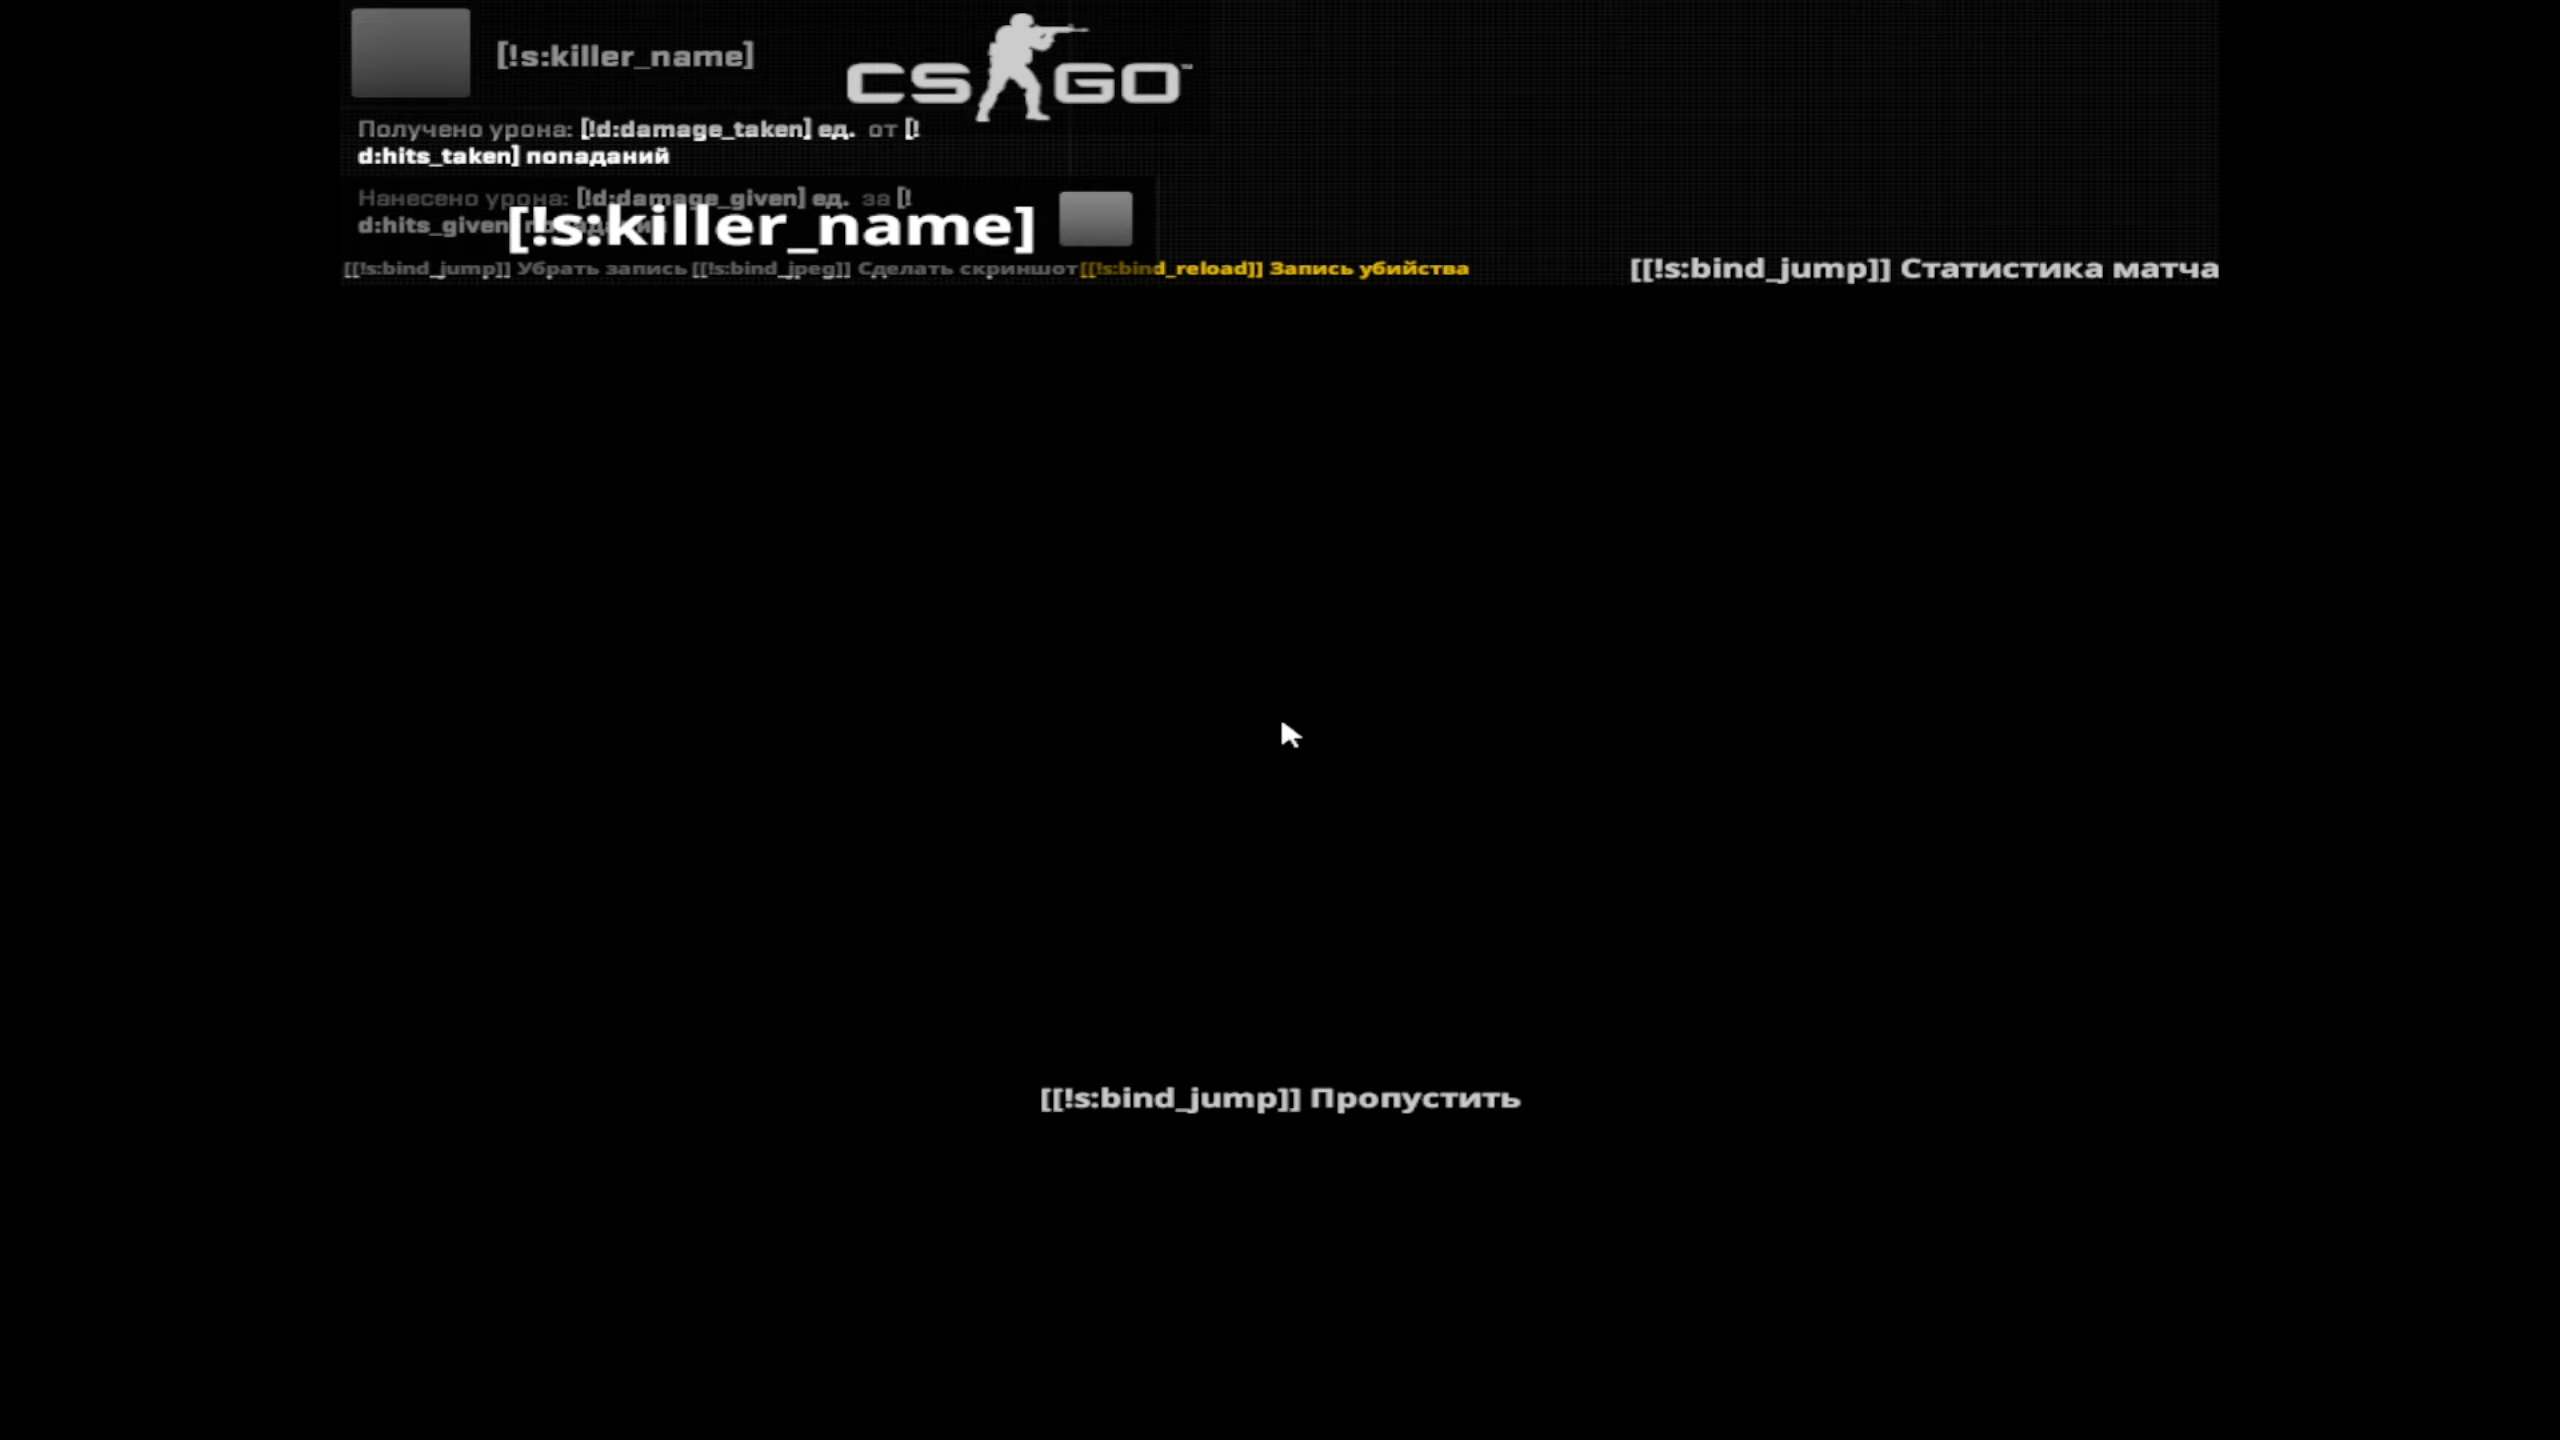 [!s:killer_name]
CS GO™
Получено урона: [!d:damage_taken] ед. от [!
d:hits_taken] попаданий
Нанесено урона: [!d:damage_given] ед. за [!
d:hits_given]
[!s:killer_name]
[[!s:bind_jump]] Убрать запись [[!s:bind_jpeg]] Сделать скриншот
[[!s:bind_reload]] Запись убийства
[[!s:bind_jump]] Статистика матча
[[!s:bind_jump]] Пропустить